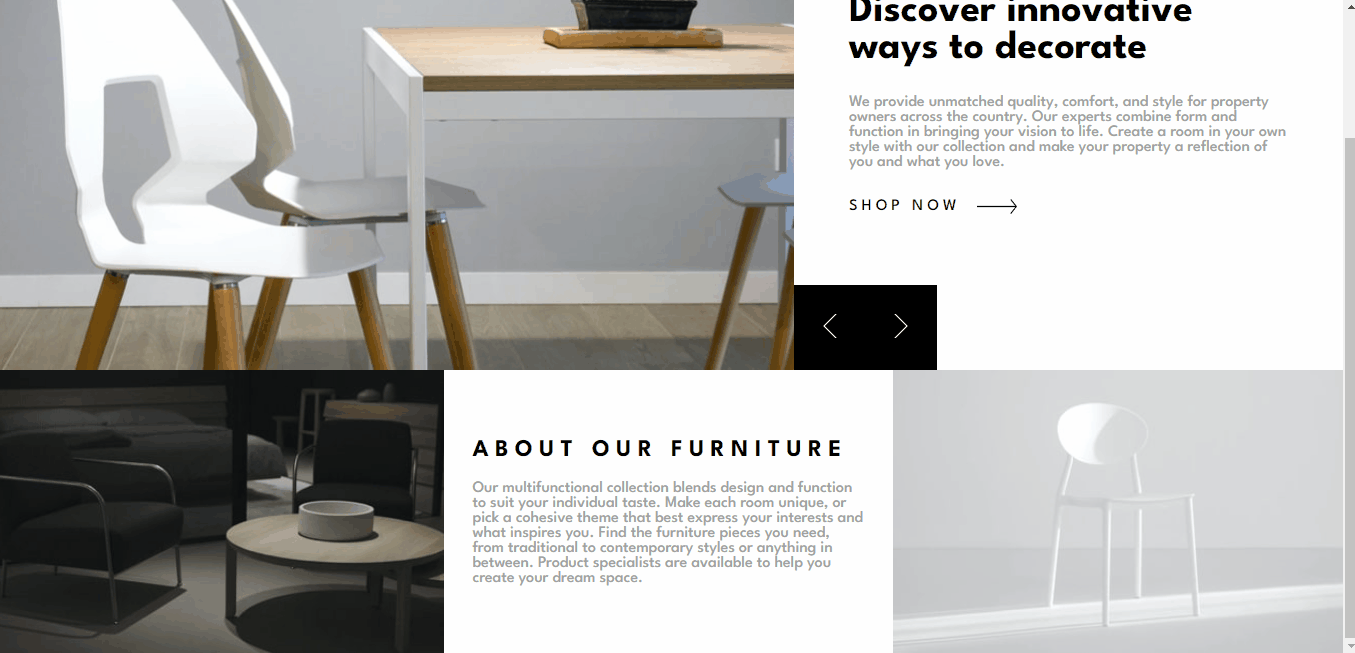 Discover innovative
ways to decorate
We provide unmatched quality, comfort, and style for property
owners across the country. Our experts combine form and
function in bringing your vision to life. Create a room in your own
style with our collection and make your property a reflection of
you and what you love.
SHOP NOW
ABOUT OUR FURNITURE
Our multifunctional collection blends design and function
to suit your individual taste. Make each room unique, or
pick a cohesive theme that best express your interests and
what inspires you. Find the furniture pieces you need,
from traditional to contemporary styles or anything in
between. Product specialists are available to help you
create your dream space.